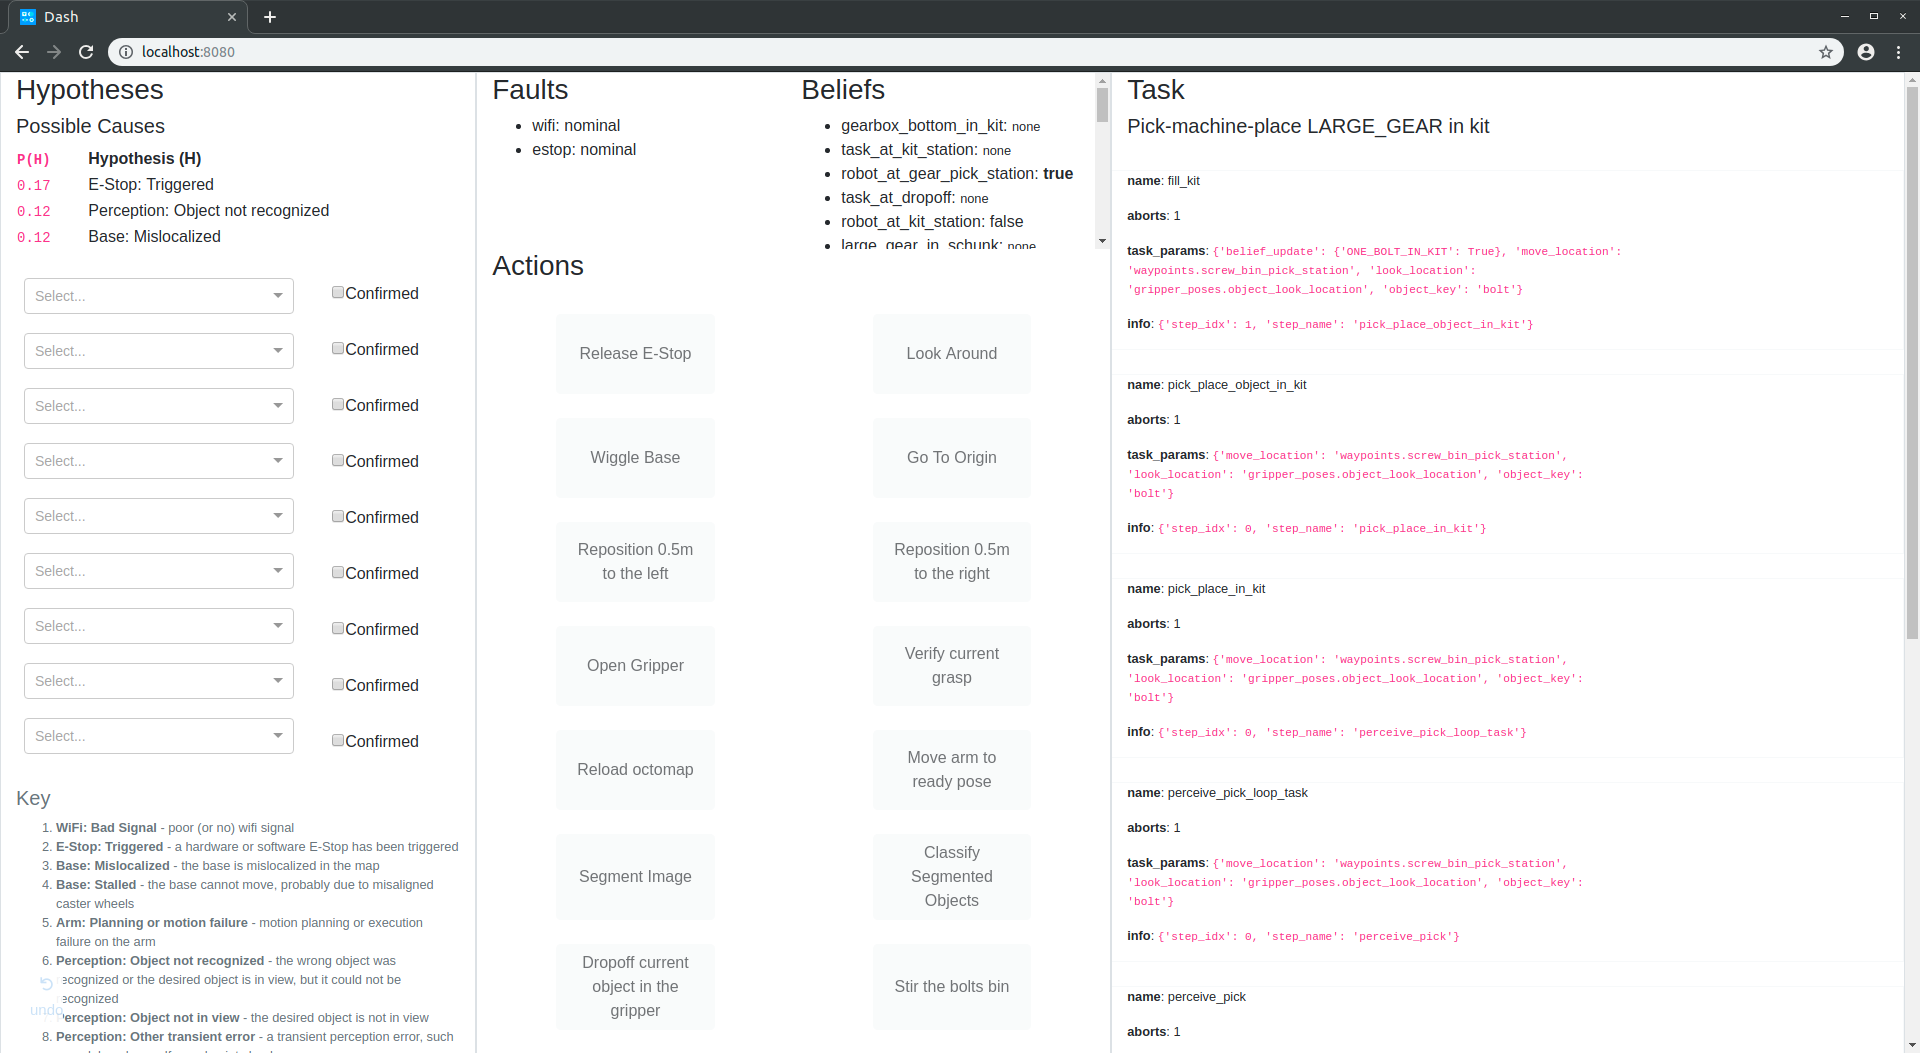 Dash
localhost:8080
Hypotheses
Possible Causes
P(H) Hypothesis (H)
0.17 E-Stop: Triggered
0.12 Perception: Object not recognized
0.12 Base: Mislocalized
Select... Confirmed
Select... Confirmed
Select... Confirmed
Select... Confirmed
Select... Confirmed
Select... Confirmed
Select... Confirmed
Select... Confirmed
Select... Confirmed
Key
1. WiFi: Bad Signal - poor (or no) wifi signal
2. E-Stop: Triggered - a hardware or software E-Stop has been triggered
3. Base: Mislocalized - the base is mislocalized in the map
4. Base: Stalled - the base cannot move, probably due to misaligned
caster wheels
5. Arm: Planning or motion failure - motion planning or execution
failure on the arm
6. Perception: Object not recognized - the wrong object was
recognized or the desired object is in view, but it could not be
recognized
undo
Perception: Object not in view - the desired object is not in view
8. Perception: Other transient error - a transient perception error, such
Faults
wifi: nominal
estop: nominal
Beliefs
gearbox_bottom_in_kit: none
task_at_kit_station: none
robot_at_gear_pick_station: true
task_at_dropoff: none
robot_at_kit_station: false
large_gear_in_schunk: none
Actions
Release E-Stop
Look Around
Wiggle Base
Go To Origin
Reposition 0.5m
to the left
Reposition 0.5m
to the right
Open Gripper
Verify current
grasp
Reload octomap
Move arm to
ready pose
Segment Image
Classify
Segmented
Objects
Dropoff current
object in the
gripper
Stir the bolts bin
Task
Pick-machine-place LARGE_GEAR in kit
name: fill_kit
aborts: 1
task_params: {'belief_update': {'ONE_BOLT_IN_KIT': True}, 'move_location':
'waypoints.screw_bin_pick_station', 'look_location':
'gripper_poses.object_look_location', 'object_key': 'bolt'}
info: {'step_idx': 1, 'step_name': 'pick_place_object_in_kit'}
name: pick_place_object_in_kit
aborts: 1
task_params: {'move_location': 'waypoints.screw_bin_pick_station',
'look_location': 'gripper_poses.object_look_location', 'object_key':
'bolt'}
info: {'step_idx': 0, 'step_name': 'pick_place_in_kit'}
name: pick_place_in_kit
aborts: 1
task_params: {'move_location': 'waypoints.screw_bin_pick_station',
'look_location': 'gripper_poses.object_look_location', 'object_key':
'bolt'}
info: {'step_idx': 0, 'step_name': 'perceive_pick_loop_task'}
name: perceive_pick_loop_task
aborts: 1
task_params: {'move_location': 'waypoints.screw_bin_pick_station',
'look_location': 'gripper_poses.object_look_location', 'object_key':
'bolt'}
info: {'step_idx': 0, 'step_name': 'perceive_pick'}
name: perceive_pick
aborts: 1